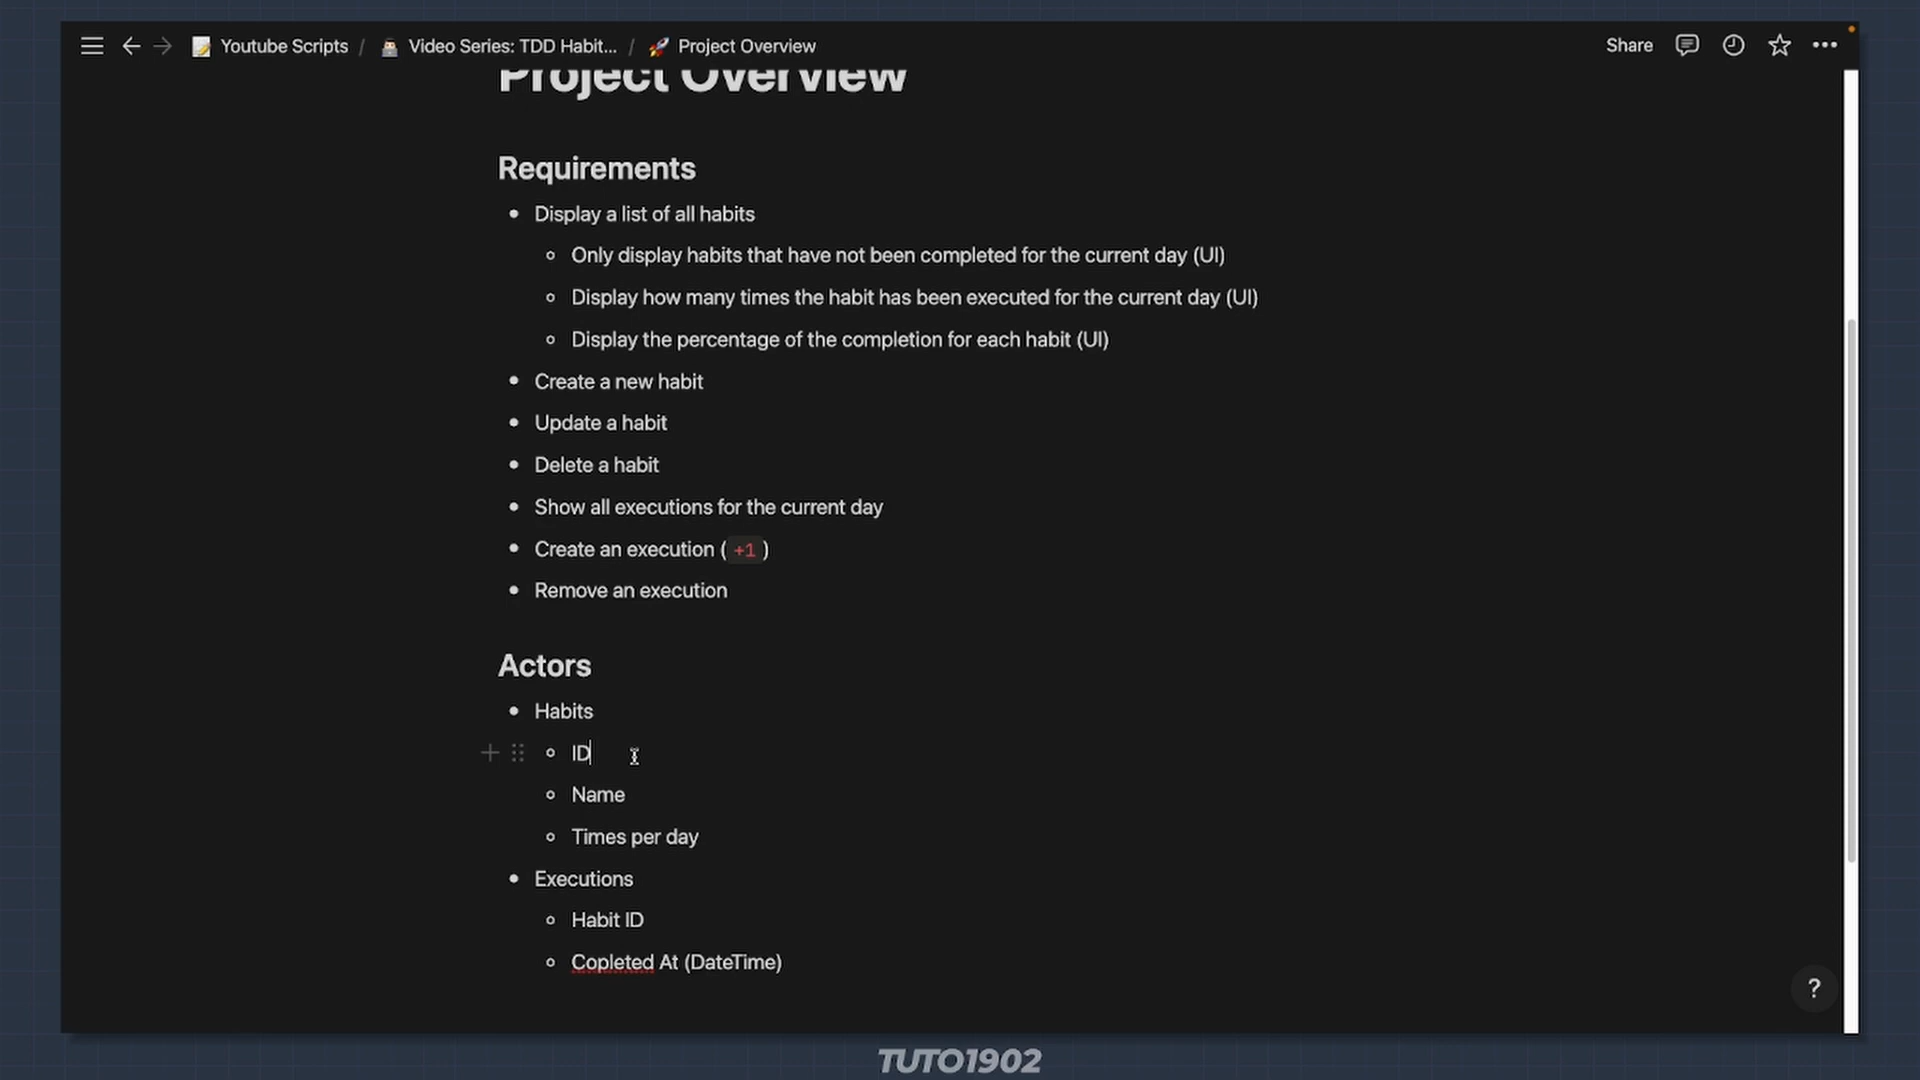 Youtube Scripts / Video Series: TDD Habit... / Project Overview
Share
Project Overview
Requirements
Display a list of all habits
Only display habits that have not been completed for the current day (UI)
Display how many times the habit has been executed for the current day (UI)
Display the percentage of the completion for each habit (UI)
Create a new habit
Update a habit
Delete a habit
Show all executions for the current day
Create an execution ( +1 )
Remove an execution
Actors
Habits
ID
Name
Times per day
Executions
Habit ID
Copleted At (DateTime)
?
TUTO1902